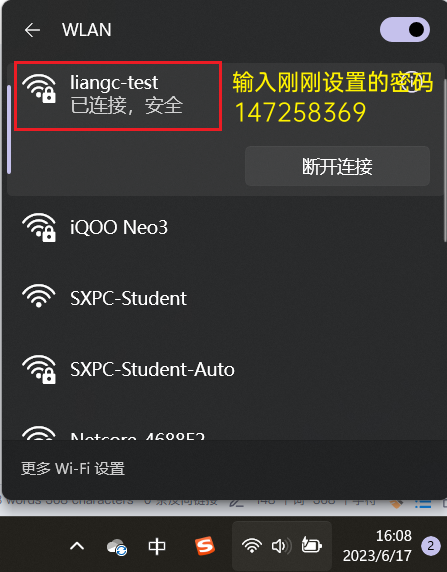 WLAN
liangc-test
已连接，安全
输入刚刚设置的密码
147258369
断开连接
iQOO Neo3
SXPC-Student
SXPC-Student-Auto
更多 Wi-Fi 设置
中
16:08
2023/6/17
2